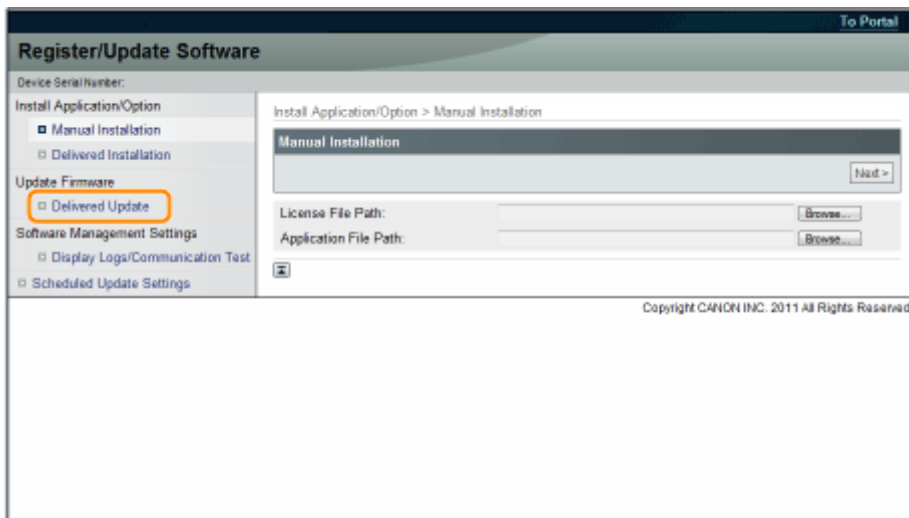 To Portal
Register/Update Software
Device Serial Number:
Install Application/Option
Manual Installation
Delivered Installation
Update Firmware
Delivered Update
Software Management Settings
Display Logs/Communication Test
Scheduled Update Settings
Install Application/Option > Manual Installation
Manual Installation
Next >
License File Path:
Browse...
Application File Path:
Browse...
Copyright CANON INC. 2011 All Rights Reserved